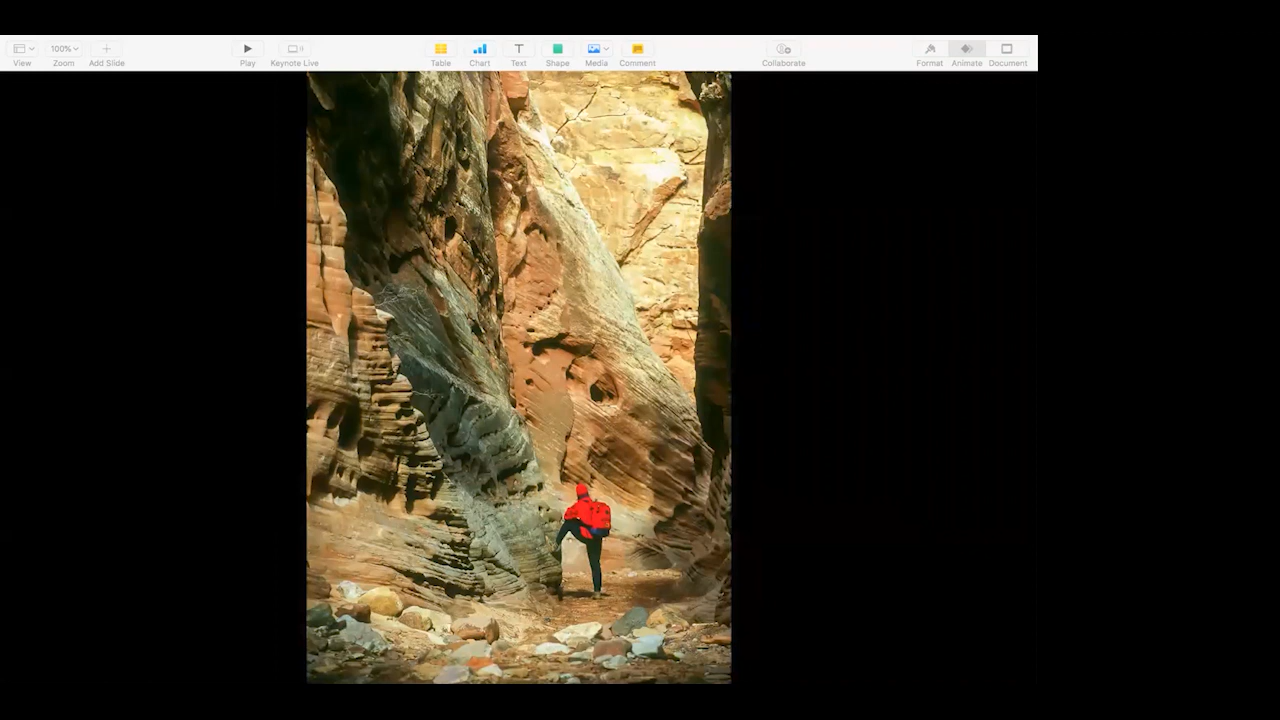 100%
View
Zoom
Add Slide
Play
Keynote Live
Table
Chart
Text
Shape
Media
Comment
Collaborate
Format
Animate
Document